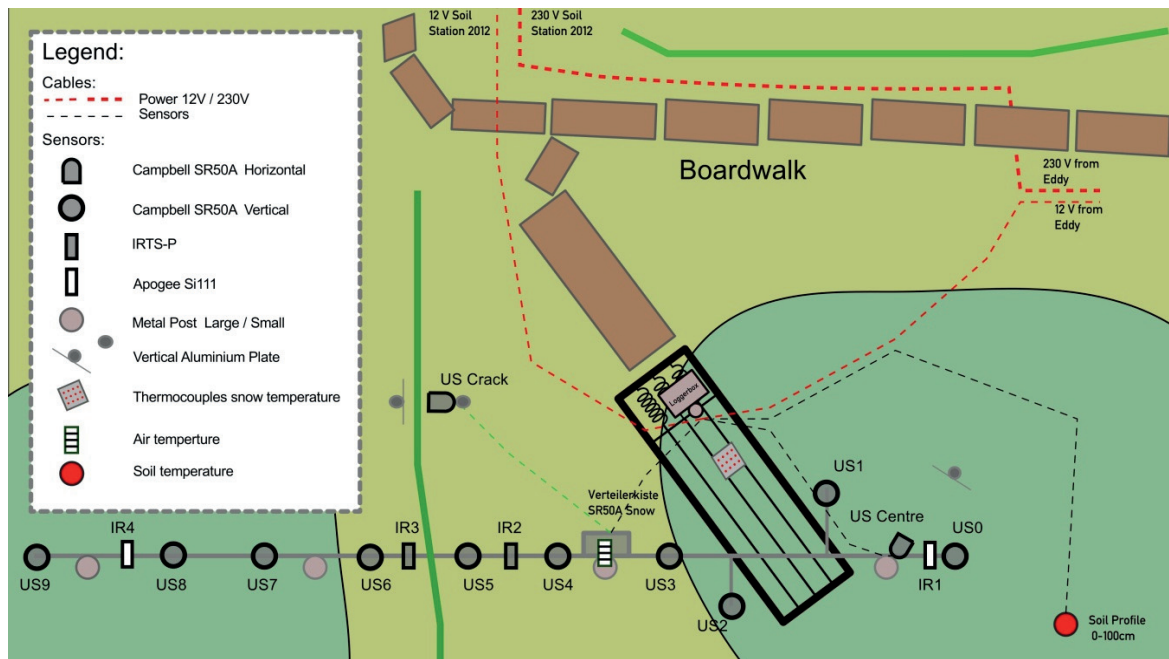 Legend:
Cables:
Power 12V / 230V
Sensors
Sensors:
Campbell SR50A Horizontal
Campbell SR50A Vertical
IRTS-P
Apogee Si111
Metal Post Large / Small
Vertical Aluminium Plate
Thermocouples snow temperature
Air temperture
Soil temperature
12 V Soil
Station 2012
230 V Soil
Station 2012
Boardwalk
230 V from
Eddy
12 V from
Eddy
US Crack
Loggerbox
Verteilerkiste
SR50A Snow
US1
US Centre
US0
IR4
IR3
IR2
US9
US8
US7
US6
US5
US4
US3
US2
IR1
Soil Profile
0-100cm